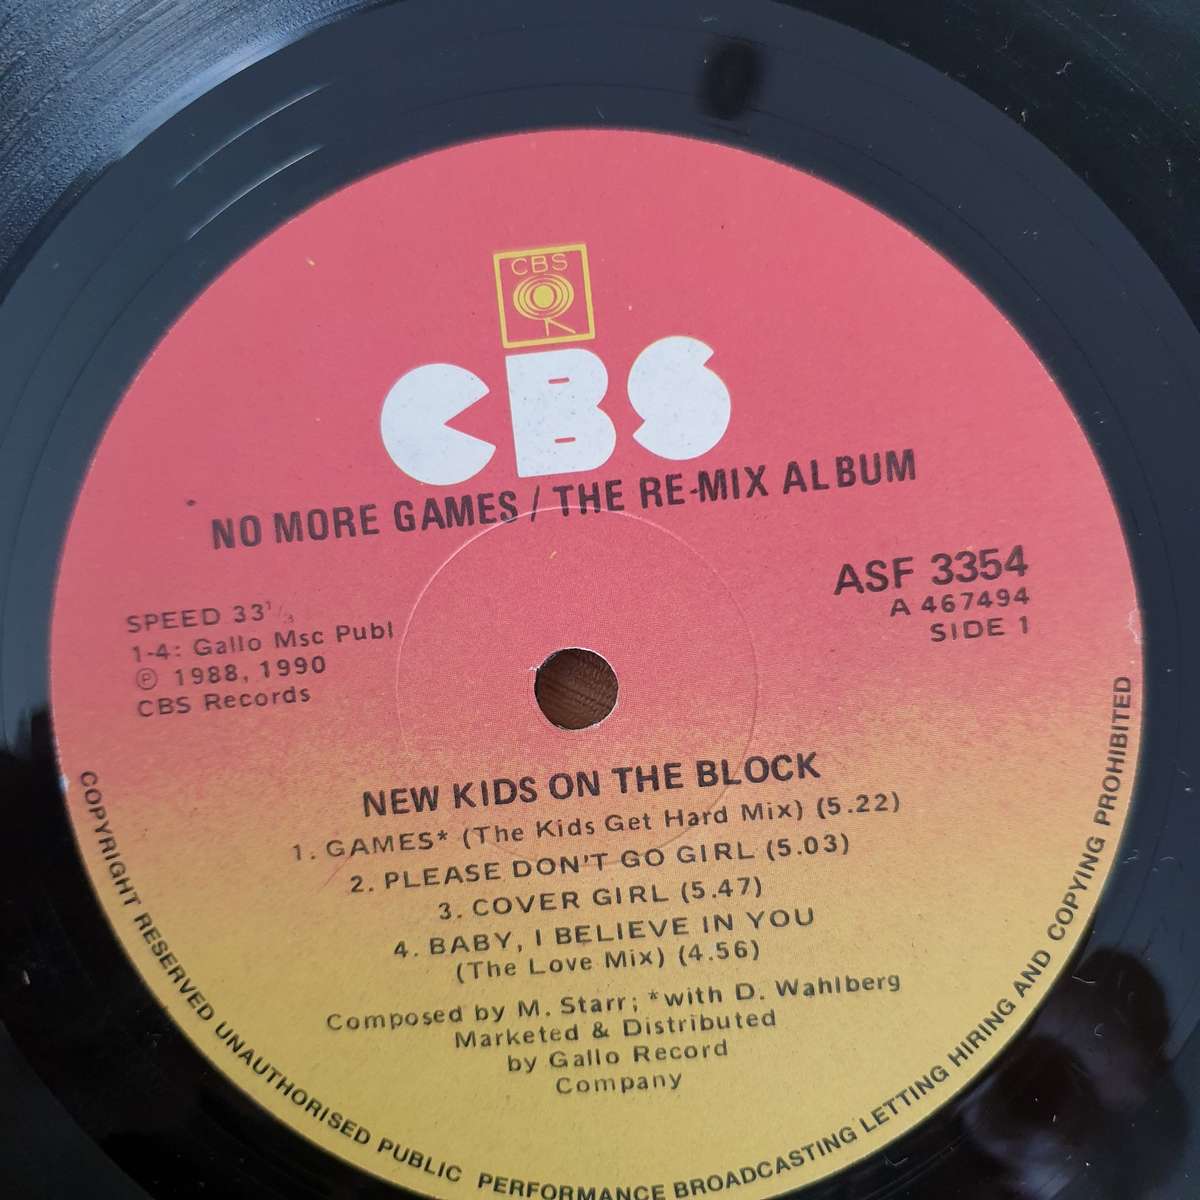 CBS
CBS
NO MORE GAMES / THE RE-MIX ALBUM
ASF 3354
A 467494
SIDE 1
SPEED 33⅓
1-4: Gallo Msc Publ
℗ 1988, 1990
CBS Records
NEW KIDS ON THE BLOCK
1. GAMES* (The Kids Get Hard Mix) (5.22)
2. PLEASE DON'T GO GIRL (5.03)
3. COVER GIRL (5.47)
4. BABY, I BELIEVE IN YOU
(The Love Mix) (4.56)
Composed by M. Starr; *with D. Wahlberg
Marketed & Distributed
by Gallo Record
Company
COPYRIGHT RESERVED UNAUTHORISED PUBLIC PERFORMANCE BROADCASTING LETTING HIRING AND COPYING PROHIBITED